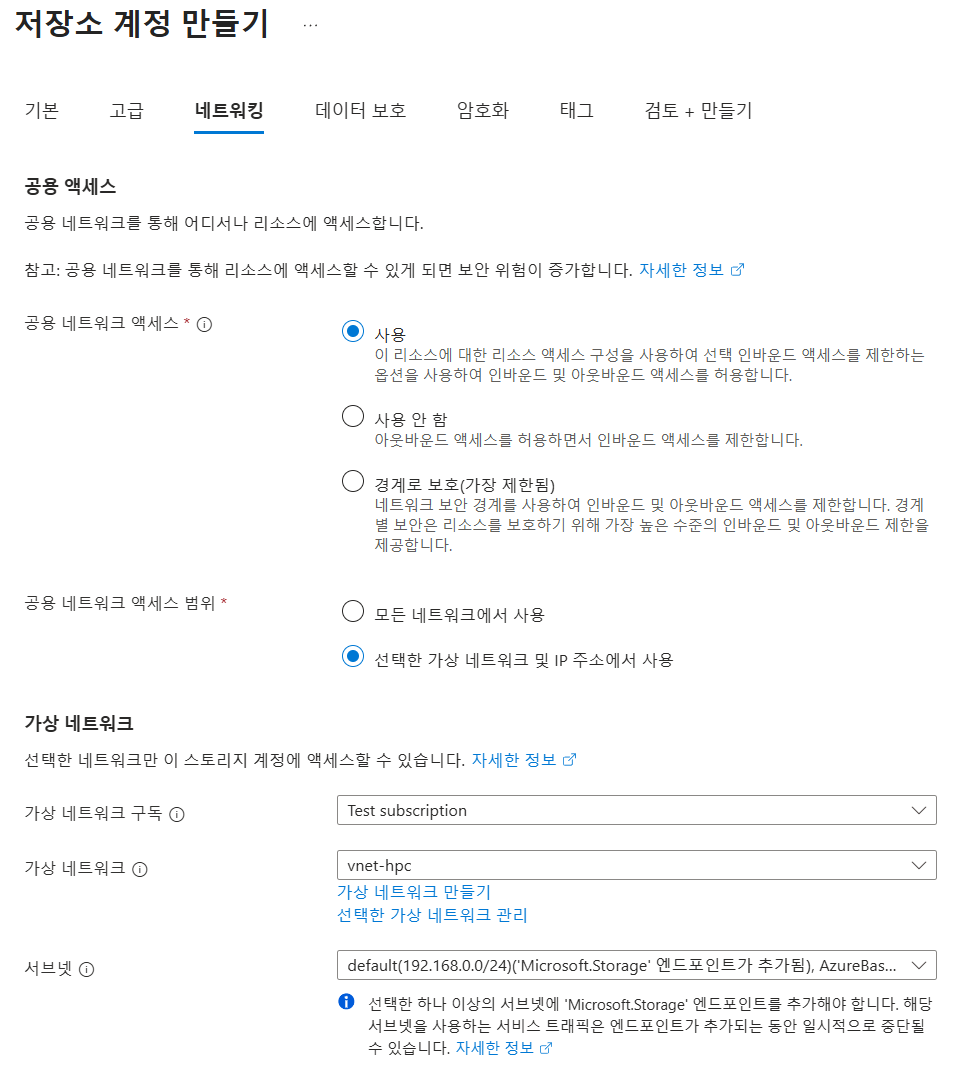 저장소 계정 만들기 ...
기본 고급 네트워킹 데이터 보호 암호화 태그 검토 + 만들기
공용 액세스
공용 네트워크를 통해 어디서나 리소스에 액세스합니다.
참고: 공용 네트워크를 통해 리소스에 액세스할 수 있게 되면 보안 위험이 증가합니다. 자세한 정보
공용 네트워크 액세스 *
사용
이 리소스에 대한 리소스 액세스 구성을 사용하여 선택 인바운드 액세스를 제한하는
옵션을 사용하여 인바운드 및 아웃바운드 액세스를 허용합니다.
사용 안 함
아웃바운드 액세스를 허용하면서 인바운드 액세스를 제한합니다.
경계로 보호(가장 제한됨)
네트워크 보안 경계를 사용하여 인바운드 및 아웃바운드 액세스를 제한합니다. 경계
별 보안은 리소스를 보호하기 위해 가장 높은 수준의 인바운드 및 아웃바운드 제한을
제공합니다.
공용 네트워크 액세스 범위 *
모든 네트워크에서 사용
선택한 가상 네트워크 및 IP 주소에서 사용
가상 네트워크
선택한 네트워크만 이 스토리지 계정에 액세스할 수 있습니다. 자세한 정보
가상 네트워크 구독
Test subscription
가상 네트워크
vnet-hpc
가상 네트워크 만들기
선택한 가상 네트워크 관리
서브넷
default(192.168.0.0/24)('Microsoft.Storage' 엔드포인트가 추가됨), AzureBas...
선택한 하나 이상의 서브넷에 'Microsoft.Storage' 엔드포인트를 추가해야 합니다. 해당
서브넷을 사용하는 서비스 트래픽은 엔드포인트가 추가되는 동안 일시적으로 중단될
수 있습니다. 자세한 정보